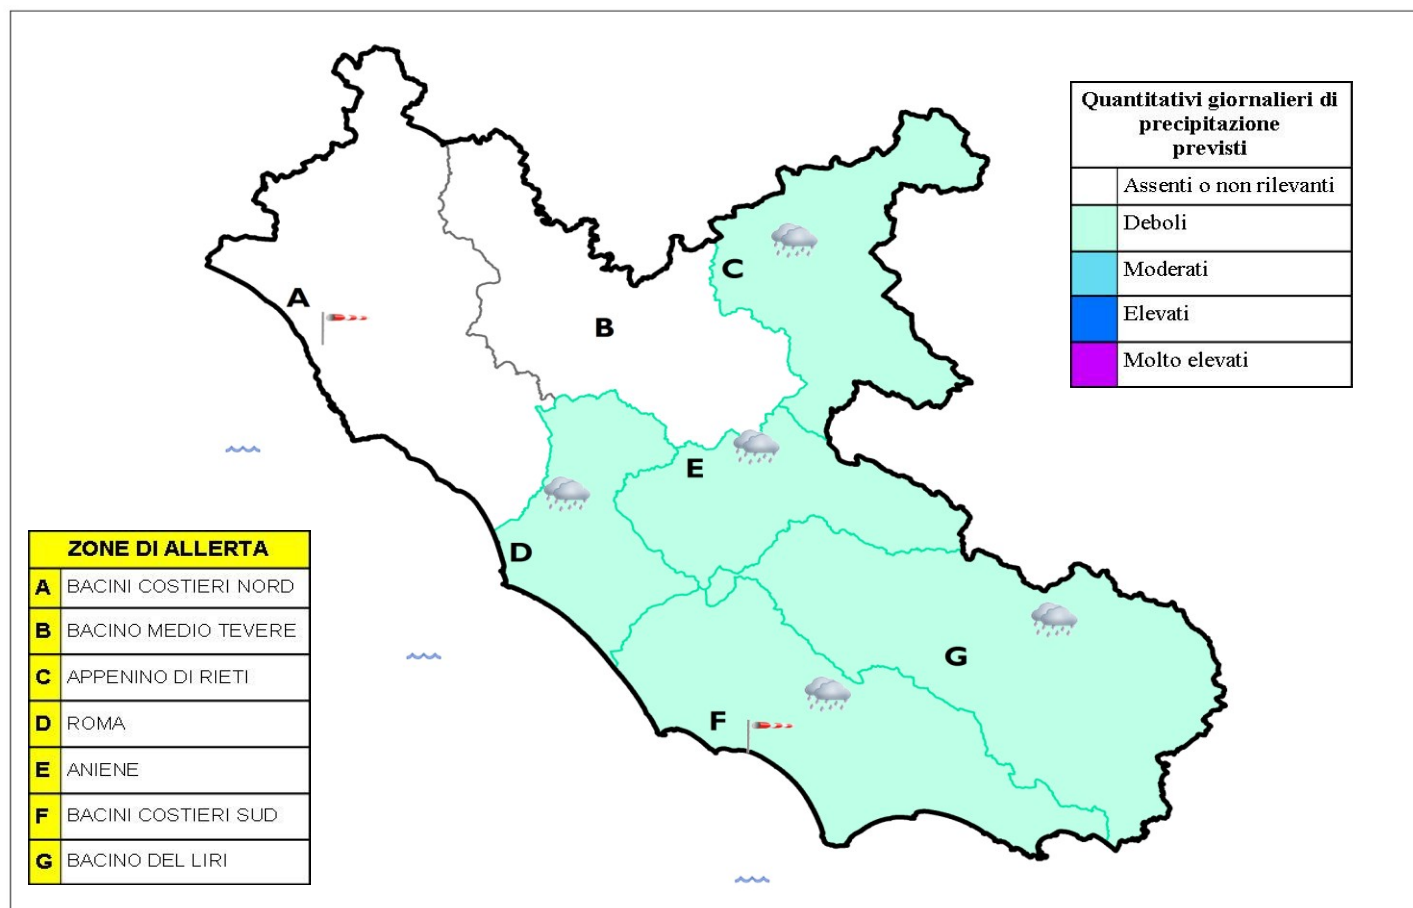 Quantitativi giornalieri di
precipitazione
previsti
Assenti o non rilevanti
Deboli
Moderati
Elevati
Molto elevati
A
B
C
D
E
F
G
ZONE DI ALLERTA
A BACINI COSTIERI NORD
B BACINO MEDIO TEVERE
C APPENINO DI RIETI
D ROMA
E ANIENE
F BACINI COSTIERI SUD
G BACINO DEL LIRI